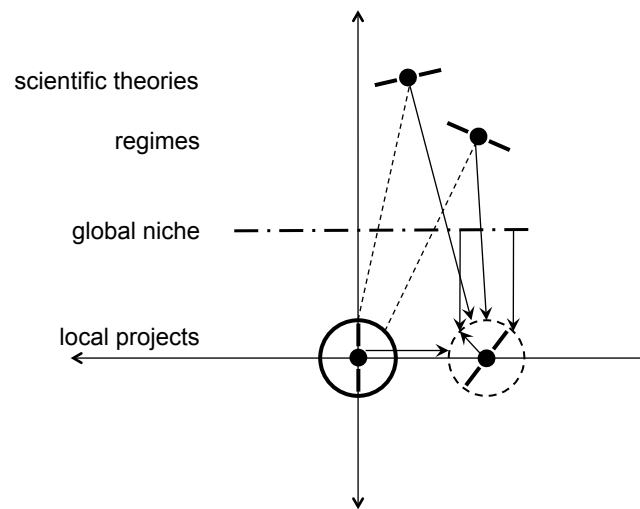 scientific theories
regimes
global niche
local projects